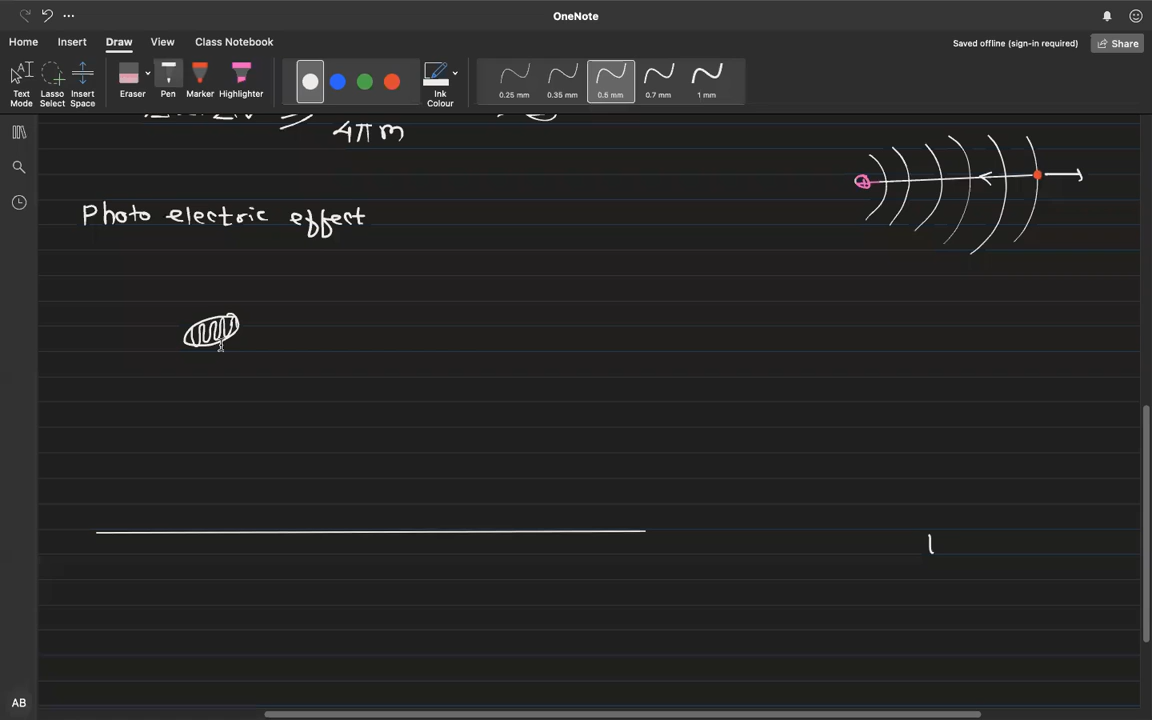 OneNote
Home Insert Draw View Class Notebook
Saved offline (sign-in required) Share
Text Mode
Lasso Select
Insert Space
Eraser
Pen
Marker
Highlighter
Ink Colour
0.25 mm 0.35 mm 0.5 mm 0.7 mm 1 mm
4πm
Photo electric effect
AB